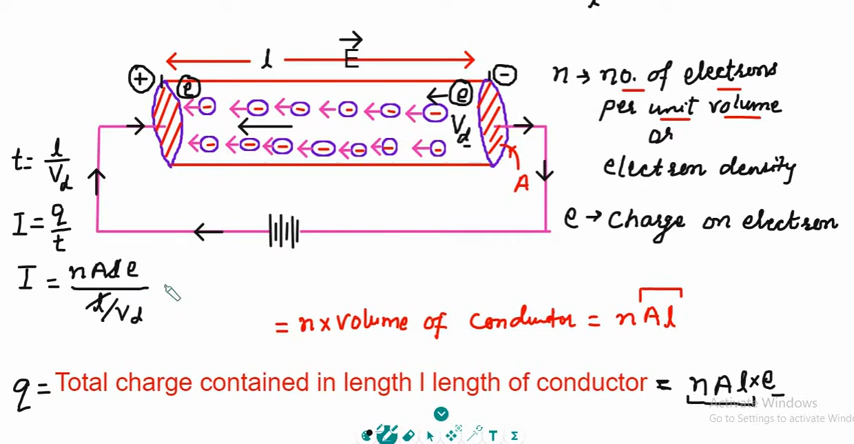 l
l E
+ e -
e
n → no. of electrons
per unit volume
or
electron density
e → Charge on electron
Vd
A
t = l/Vd
I = q/t
I = nAle / l/Vd
= n × volume of conductor = nAl
q = Total charge contained in length l length of conductor = nAl×e
Activate Windows
Go to Settings to activate Windows.
T Σ